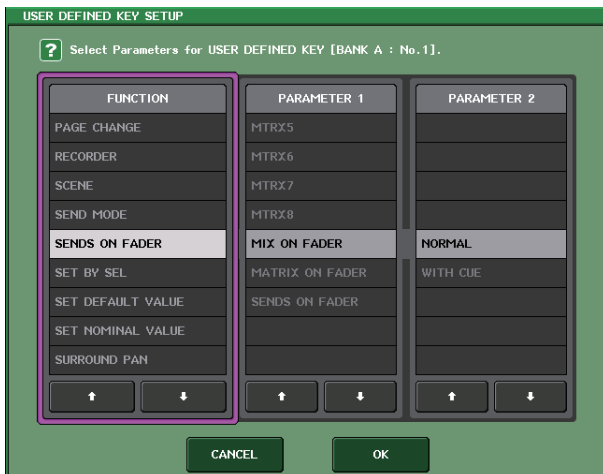 USER DEFINED KEY SETUP
? Select Parameters for USER DEFINED KEY [BANK A : No.1].
FUNCTION
PAGE CHANGE
RECORDER
SCENE
SEND MODE
SENDS ON FADER
SET BY SEL
SET DEFAULT VALUE
SET NOMINAL VALUE
SURROUND PAN
PARAMETER 1
MTRX5
MTRX6
MTRX7
MTRX8
MIX ON FADER
MATRIX ON FADER
SENDS ON FADER
PARAMETER 2
NORMAL
WITH CUE
CANCEL
OK